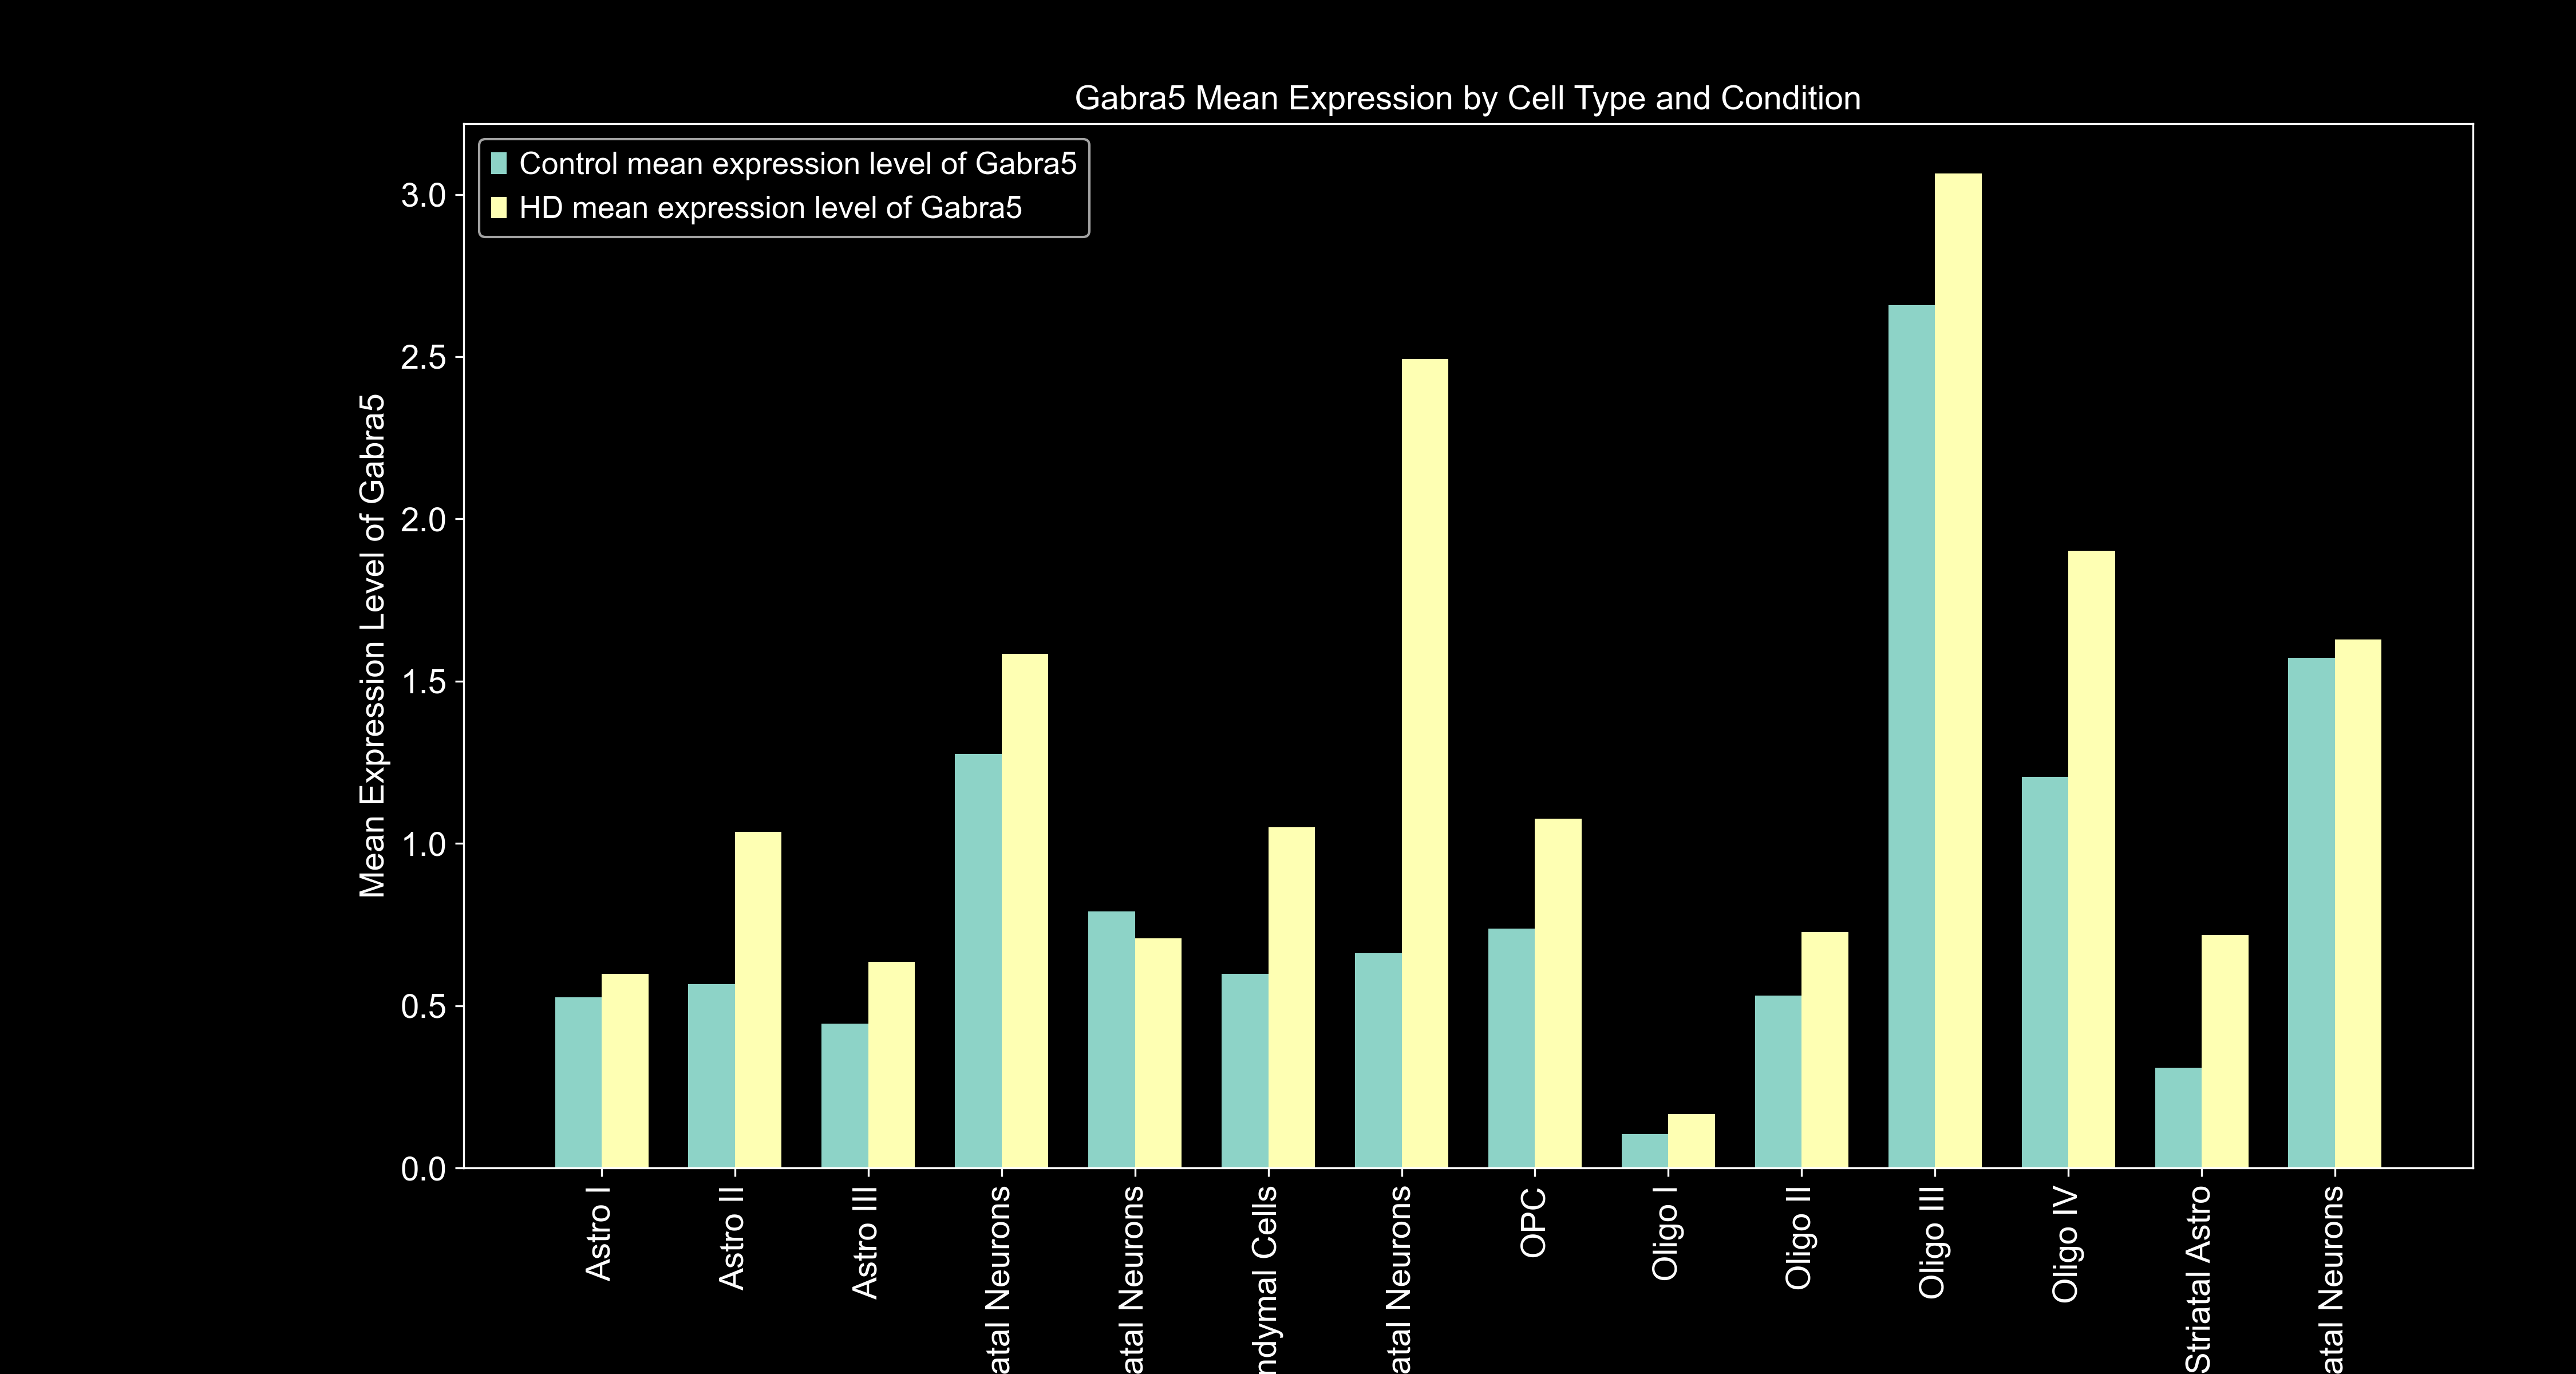 Gabra5 Mean Expression by Cell Type and Condition
Control mean expression level of Gabra5
HD mean expression level of Gabra5
Mean Expression Level of Gabra5
3.0
2.5
2.0
1.5
1.0
0.5
0.0
Astro I
Astro II
Astro III
atal Neurons
atal Neurons
ndymal Cells
atal Neurons
OPC
Oligo I
Oligo II
Oligo III
Oligo IV
Striatal Astro
atal Neurons